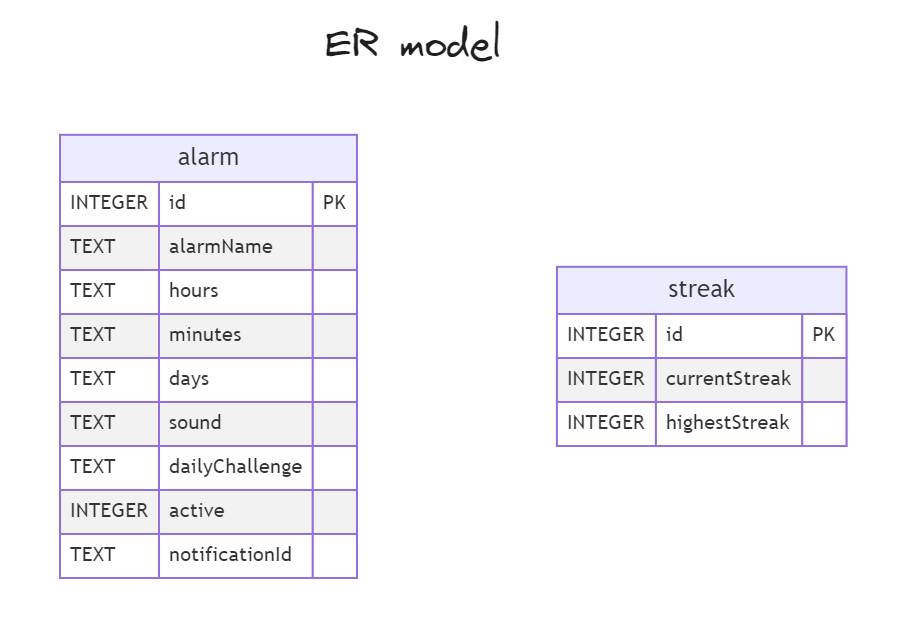 ER model
alarm
INTEGER id PK
TEXT alarmName
TEXT hours
TEXT minutes
TEXT days
TEXT sound
TEXT dailyChallenge
INTEGER active
TEXT notificationId
streak
INTEGER id PK
INTEGER currentStreak
INTEGER highestStreak